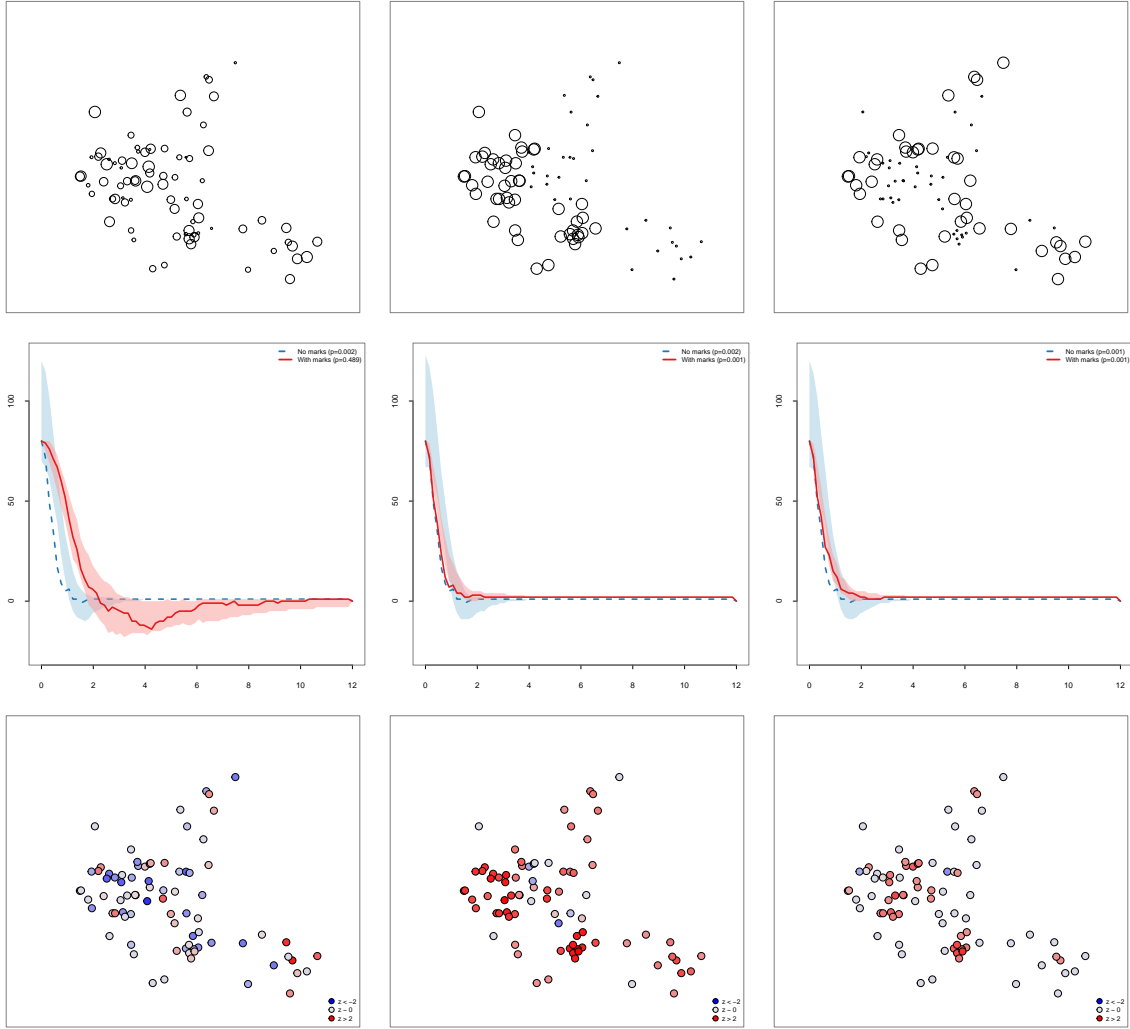 No marks (p=0.002)
With marks (p=0.489)
No marks (p=0.002)
With marks (p=0.001)
No marks (p=0.001)
With marks (p=0.001)
100
50
0
0 2 4 6 8 10 12
100
50
0
0 2 4 6 8 10 12
100
50
0
0 2 4 6 8 10 12
z < −2
z ~ 0
z > 2
z < −2
z ~ 0
z > 2
z < −2
z ~ 0
z > 2